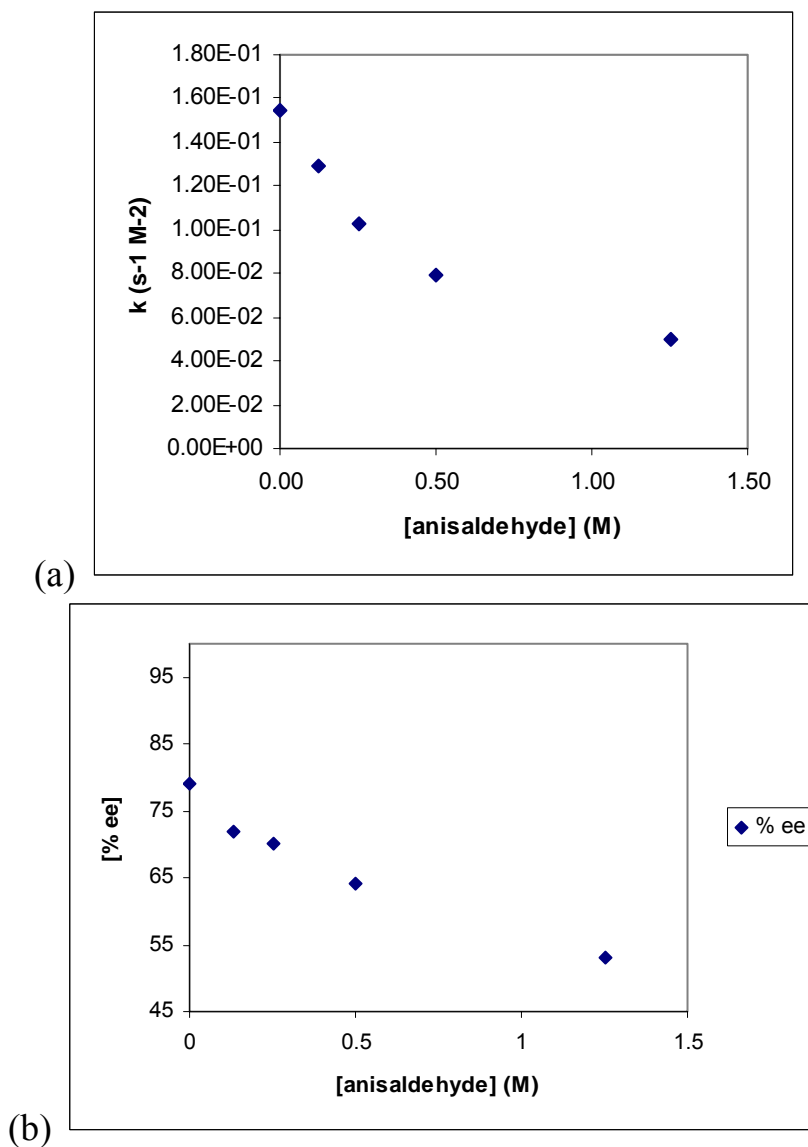 1.80E-01
1.60E-01
1.40E-01
1.20E-01
1.00E-01
8.00E-02
6.00E-02
4.00E-02
2.00E-02
0.00E+00
k (s-1 M-2)
0.00 0.50 1.00 1.50
[anisaldehyde] (M)
(a)
95
85
75
65
55
45
[% ee]
% ee
0 0.5 1 1.5
[anisaldehyde] (M)
(b)